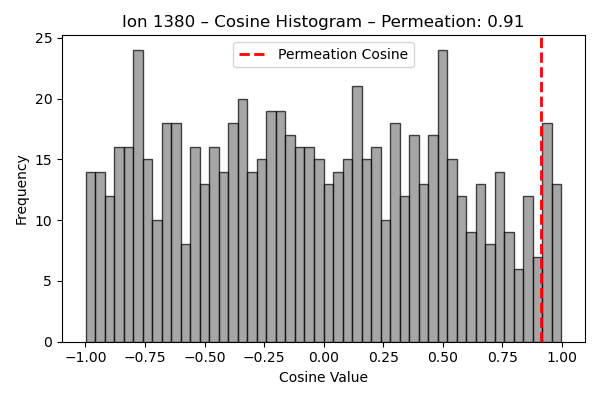 Ion 1380 – Cosine Histogram – Permeation: 0.91
Permeation Cosine
Frequency
25
20
15
10
5
0
−1.00 −0.75 −0.50 −0.25 0.00 0.25 0.50 0.75 1.00
Cosine Value